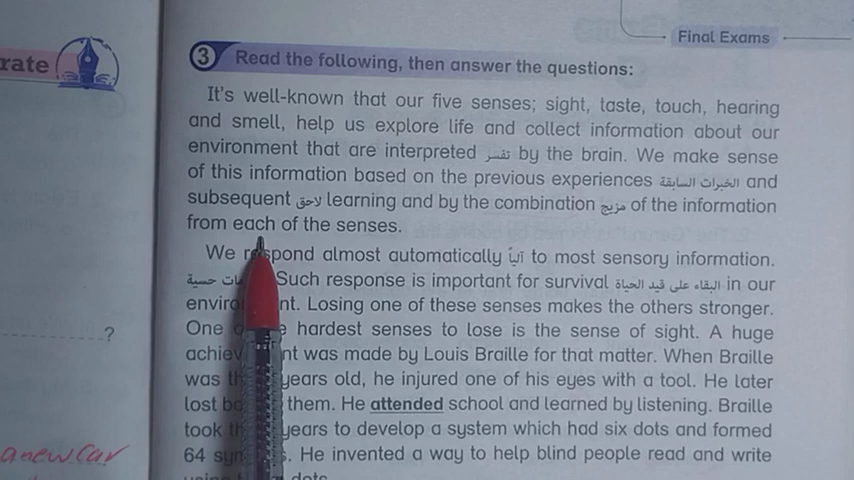 rate
Final Exams
3 Read the following, then answer the questions:
It's well-known that our five senses; sight, taste, touch, hearing
and smell, help us explore life and collect information about our
environment that are interpreted تفسر by the brain. We make sense
of this information based on the previous experiences الخبرات السابقة and
subsequent لاحق learning and by the combination مزيج of the information
from each of the senses.
We respond almost automatically آلياً to most sensory information.
حسية Such response is important for survival البقاء على قيد الحياة in our
environment. Losing one of these senses makes the others stronger.
One hardest senses to lose is the sense of sight. A huge
achievement was made by Louis Braille for that matter. When Braille
was years old, he injured one of his eyes with a tool. He later
lost them. He attended school and learned by listening. Braille
took years to develop a system which had six dots and formed
64 He invented a way to help blind people read and write
dots
?
a new car